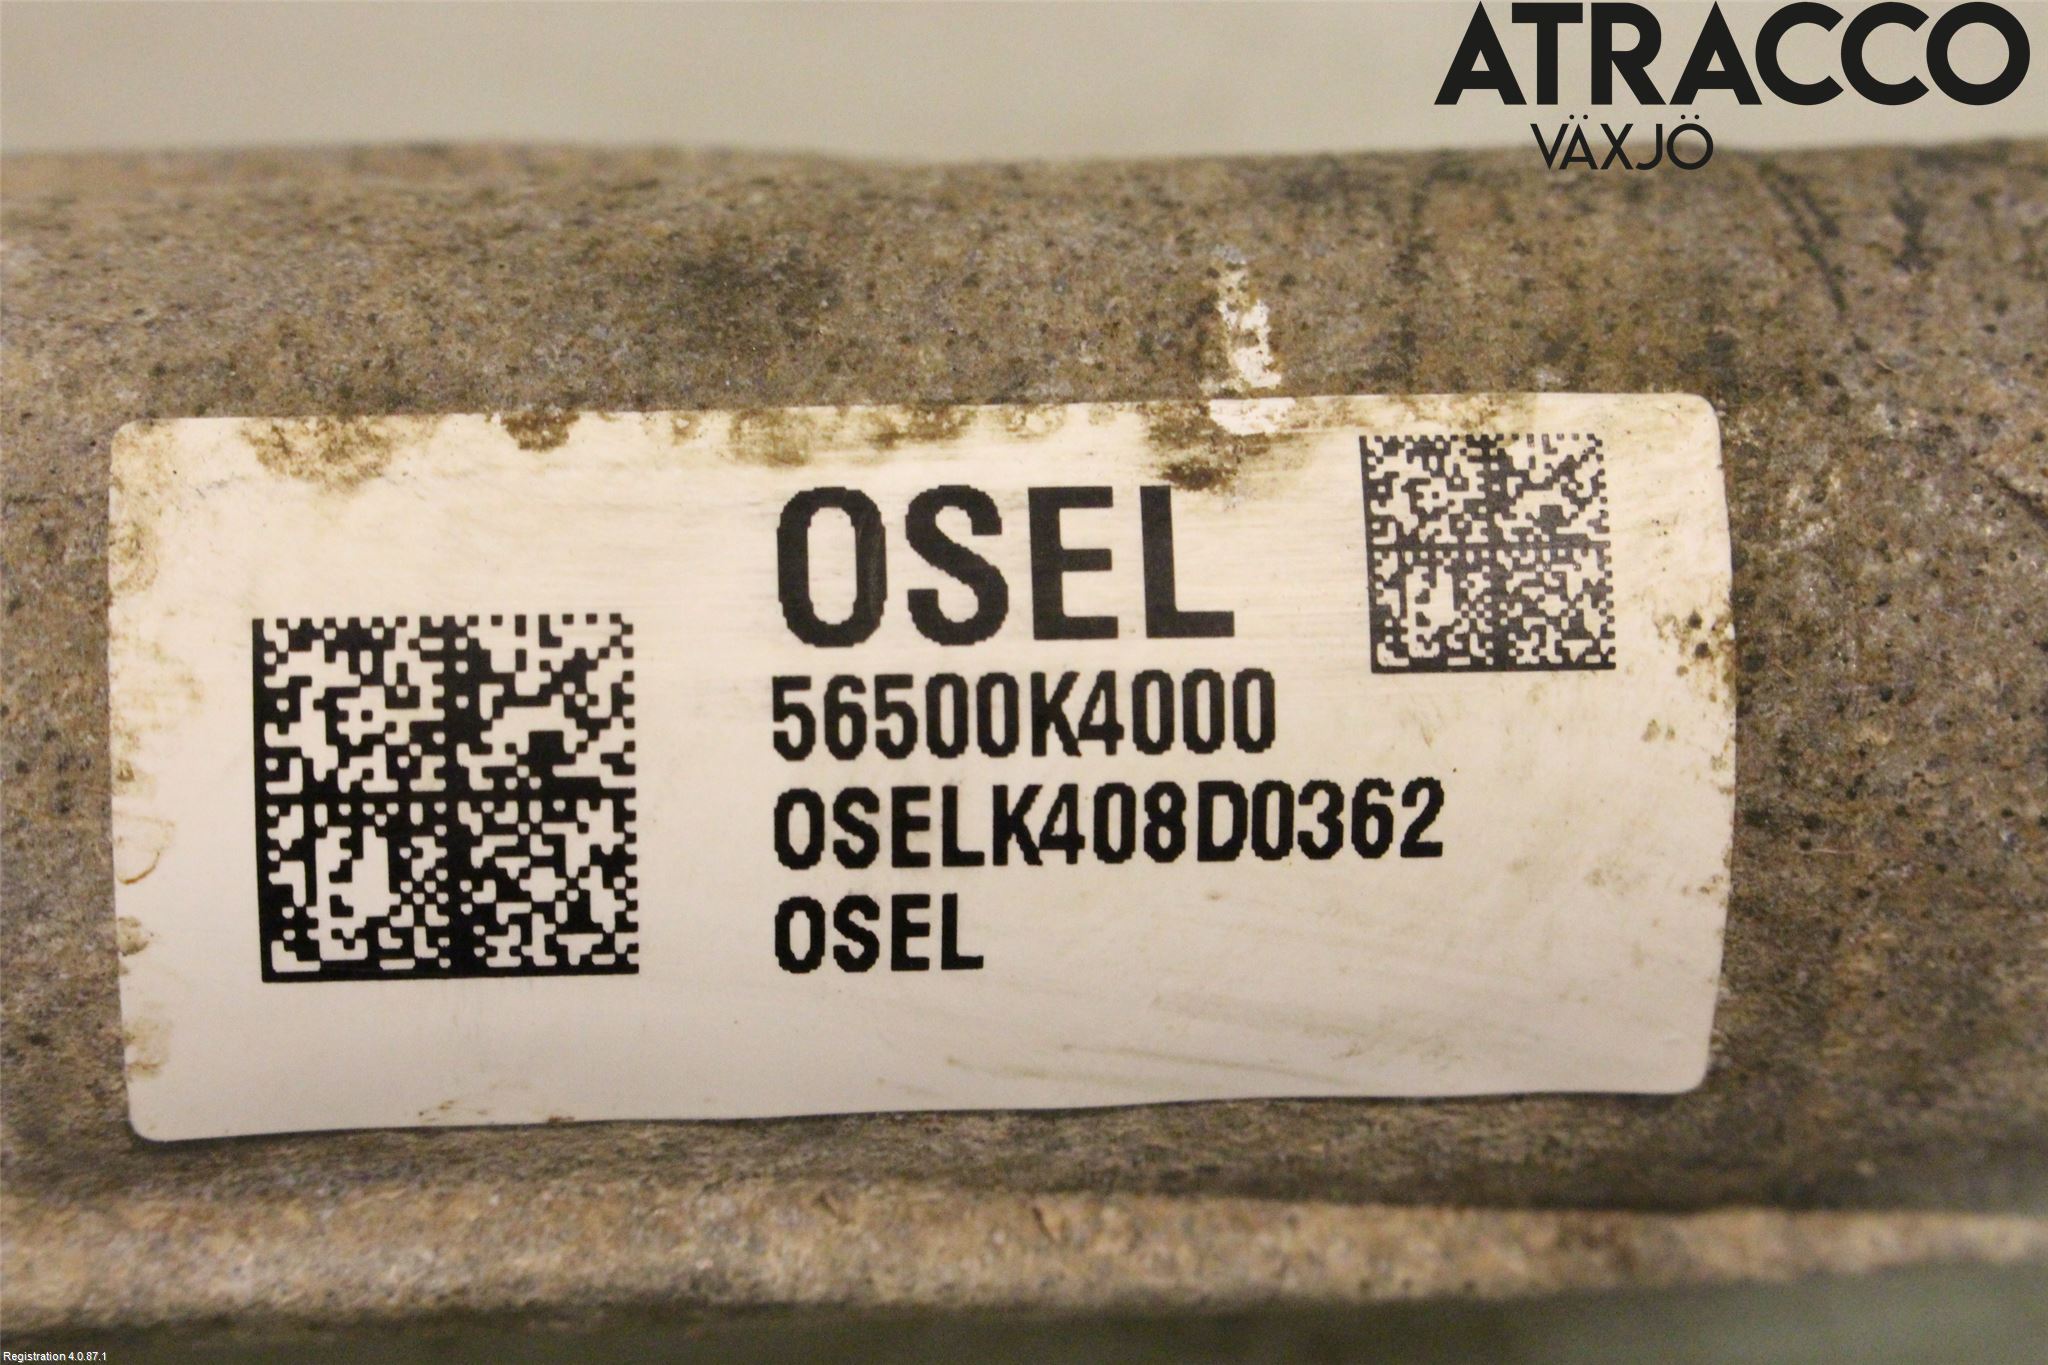 ATRACCO
VÄXJÖ
OSEL
56500K4000
OSELK408D0362
OSEL
Registration 4.0.87.1